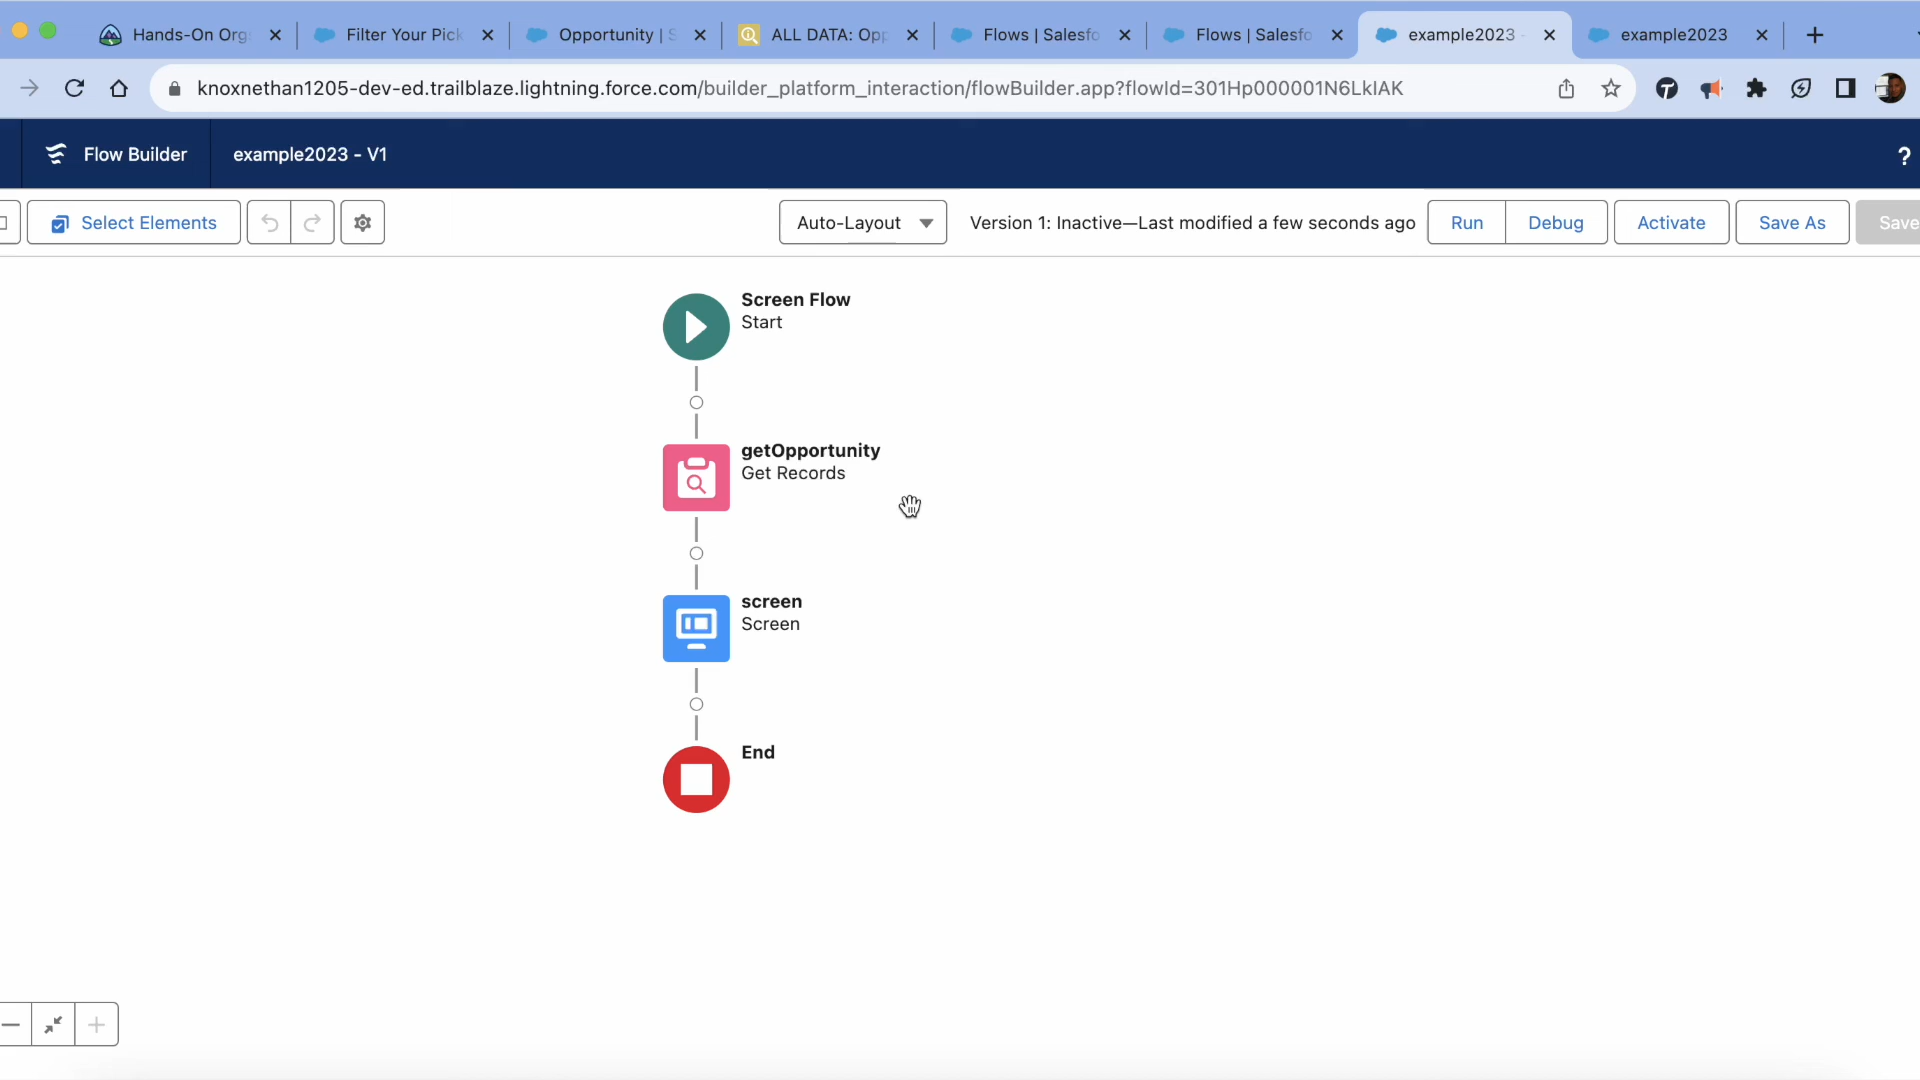 Hands-On Org
Filter Your Pick
Opportunity | S
ALL DATA: Opp
Flows | Salesfo
Flows | Salesfo
example2023 -
example2023
knoxnethan1205-dev-ed.trailblaze.lightning.force.com/builder_platform_interaction/flowBuilder.app?flowId=301Hp000001N6LkIAK
Flow Builder
example2023 - V1
?
Select Elements
Auto-Layout
Version 1: Inactive—Last modified a few seconds ago
Run
Debug
Activate
Save As
Save
Screen Flow
Start
getOpportunity
Get Records
screen
Screen
End